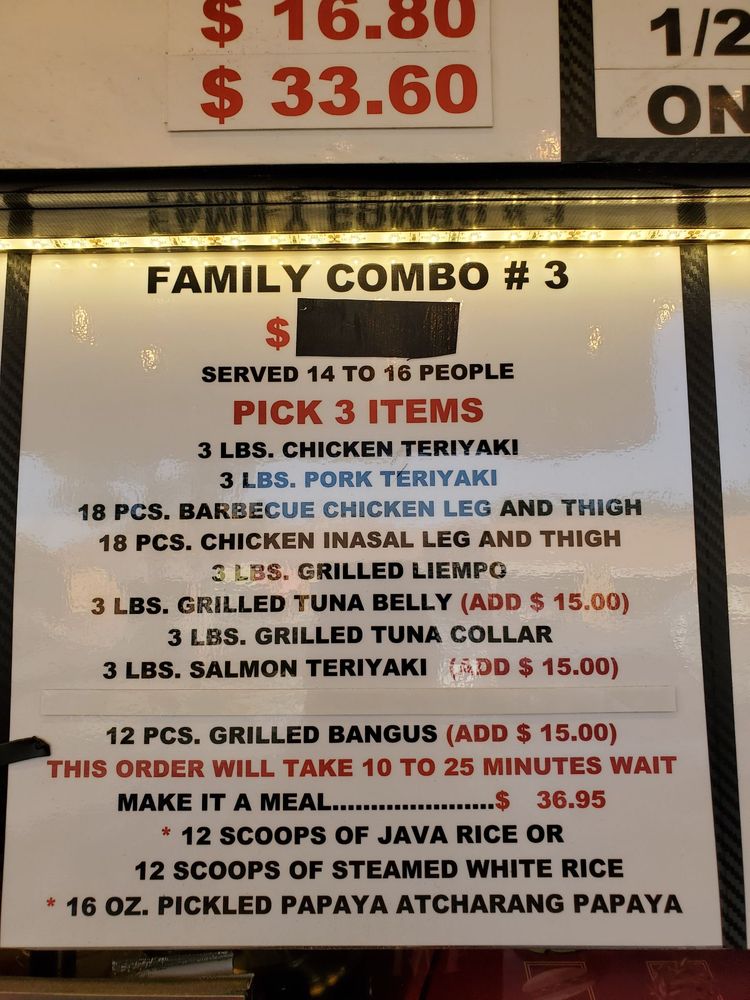 $ 16.80
$ 33.60
1/2
ON
FAMILY COMBO # 3
$
SERVED 14 TO 16 PEOPLE
PICK 3 ITEMS
3 LBS. CHICKEN TERIYAKI
3 LBS. PORK TERIYAKI
18 PCS. BARBECUE CHICKEN LEG AND THIGH
18 PCS. CHICKEN INASAL LEG AND THIGH
3 LBS. GRILLED LIEMPO
3 LBS. GRILLED TUNA BELLY (ADD $ 15.00)
3 LBS. GRILLED TUNA COLLAR
3 LBS. SALMON TERIYAKI (ADD $ 15.00)
12 PCS. GRILLED BANGUS (ADD $ 15.00)
THIS ORDER WILL TAKE 10 TO 25 MINUTES WAIT
MAKE IT A MEAL.....................$ 36.95
* 12 SCOOPS OF JAVA RICE OR
12 SCOOPS OF STEAMED WHITE RICE
* 16 OZ. PICKLED PAPAYA ATCHARANG PAPAYA